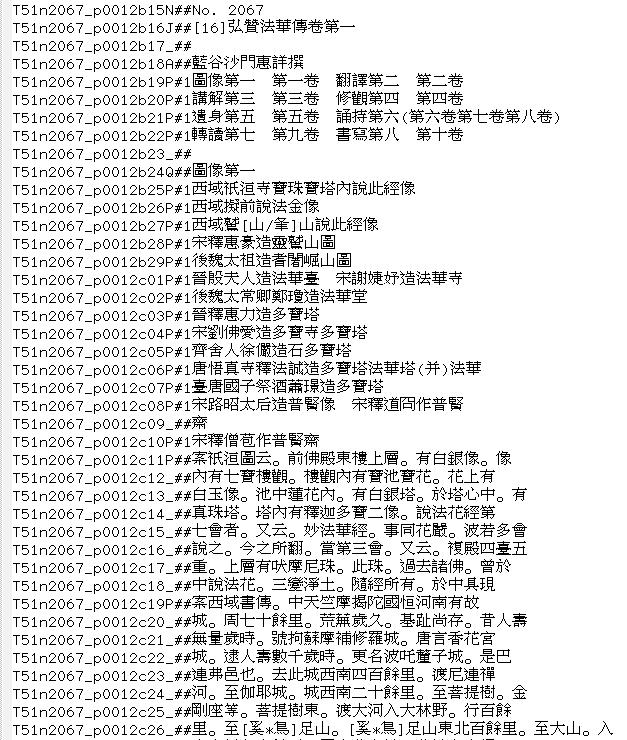 T51n2067_p0012b15N##No. 2067
T51n2067_p0012b16J##[16]弘贊法華傳卷第一
T51n2067_p0012b17_##
T51n2067_p0012b18A##藍谷沙門惠詳撰
T51n2067_p0012b19P#1圖像第一　第一卷　翻譯第二　第二卷
T51n2067_p0012b20P#1講解第三　第三卷　修觀第四　第四卷
T51n2067_p0012b21P#1遺身第五　第五卷　誦持第六(第六卷第七卷第八卷)
T51n2067_p0012b22P#1轉讀第七　第九卷　書寫第八　第十卷
T51n2067_p0012b23_##
T51n2067_p0012b24Q##圖像第一
T51n2067_p0012b25P#1西域祇洹寺寶珠寶塔內說此經像
T51n2067_p0012b26P#1西域擬前說法金像
T51n2067_p0012b27P#1西域鷲[山/夆]山說此經像
T51n2067_p0012b28P#1宋釋惠豪造靈鷲山圖
T51n2067_p0012b29P#1後魏太祖造耆闍崛山圖
T51n2067_p0012c01P#1晉殷夫人造法華臺　宋謝婕妤造法華寺
T51n2067_p0012c02P#1後魏太常卿鄭瓊造法華堂
T51n2067_p0012c03P#1晉釋惠力造多寶塔
T51n2067_p0012c04P#1宋劉佛愛造多寶寺多寶塔
T51n2067_p0012c05P#1齊舍人徐儼造石多寶塔
T51n2067_p0012c06P#1唐悟真寺釋法誠造多寶塔法華塔(并)法華
T51n2067_p0012c07P#1臺唐國子祭酒蕭璟造多寶塔
T51n2067_p0012c08P#1宋路昭太后造普賢像　宋釋道冏作普賢
T51n2067_p0012c09_##齋
T51n2067_p0012c10P#1宋釋僧苞作普賢齋
T51n2067_p0012c11P##案祇洹圖云。前佛殿東樓上層。有白銀像。像
T51n2067_p0012c12_##內有七寶樓觀。樓觀內有寶池寶花。花上有
T51n2067_p0012c13_##白玉像。池中蓮花內。有白銀塔。於塔心中。有
T51n2067_p0012c14_##真珠塔。塔內有釋迦多寶二像。說法花經第
T51n2067_p0012c15_##七會者。又云。妙法華經。事同花嚴。波若多會
T51n2067_p0012c16_##說之。今之所翻。當第三會。又云。複殿四臺五
T51n2067_p0012c17_##重。上層有吠摩尼珠。此珠。過去諸佛。曾於
T51n2067_p0012c18_##中說法花。三變淨土。隨經所有。於中具現
T51n2067_p0012c19P##案西域書傳。中天竺摩揭陀國恒河南有故
T51n2067_p0012c20_##城。周七十餘里。荒蕪歲久。基趾尚存。昔人壽
T51n2067_p0012c21_##無量歲時。號拘蘇摩補修羅城。唐言香花宮
T51n2067_p0012c22_##城。逮人壽數千歲時。更名波吒釐子城。是巴
T51n2067_p0012c23_##連弗邑也。去此城西南四百餘里。渡尼連禪
T51n2067_p0012c24_##河。至伽耶城。城西南二十餘里。至菩提樹。金
T51n2067_p0012c25_##剛座等。菩提樹東。渡大河入大林野。行百餘
T51n2067_p0012c26_##里。至[奚*鳥]足山。[奚*鳥]足山東北百餘里。至大山。入